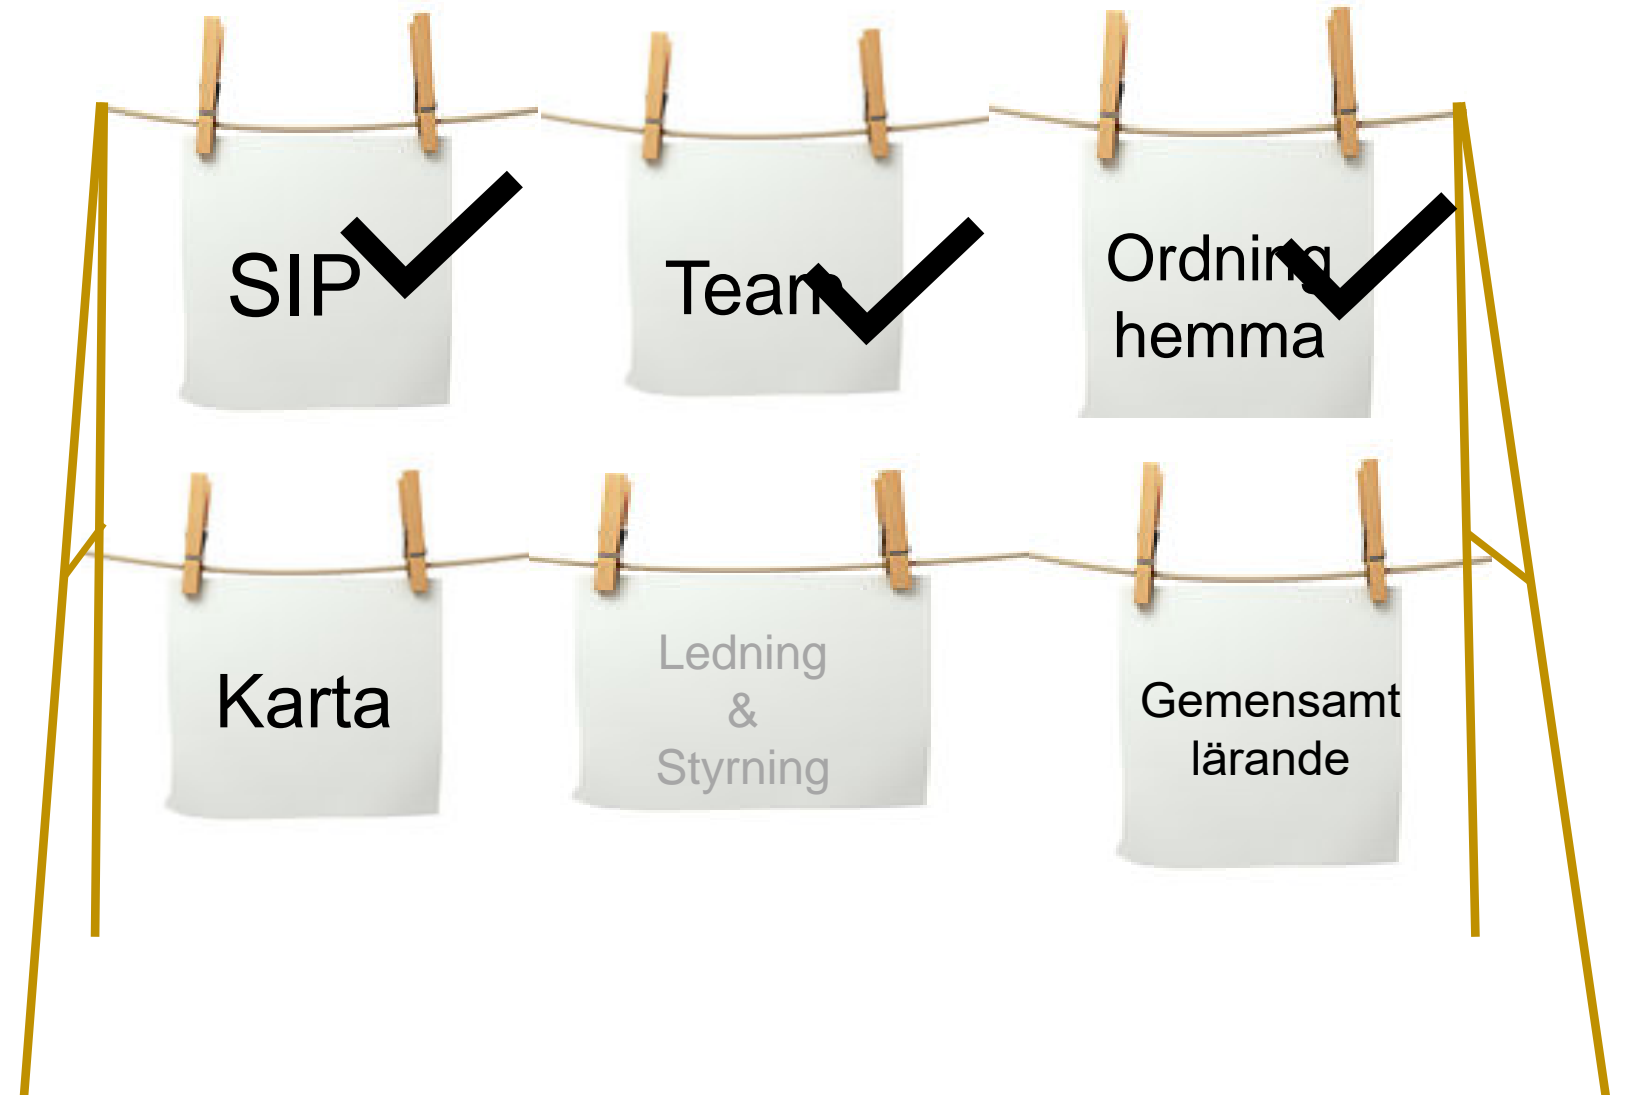 SIP
Team
Ordning
hemma
Karta
Ledning
&
Styrning
Gemensamt
lärande